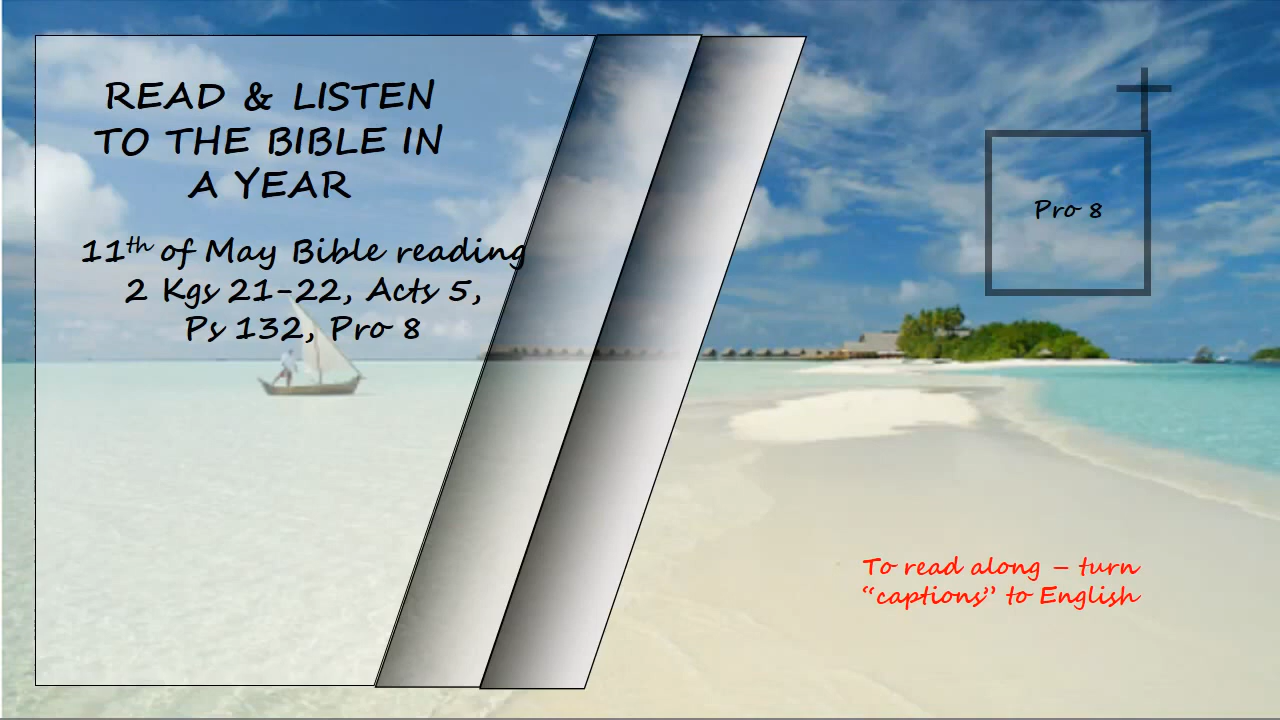 READ & LISTEN
TO THE BIBLE IN
A YEAR
11th of May Bible reading
2 Kgs 21-22, Acts 5,
Ps 132, Pro 8
Pro 8
To read along – turn
“captions” to English